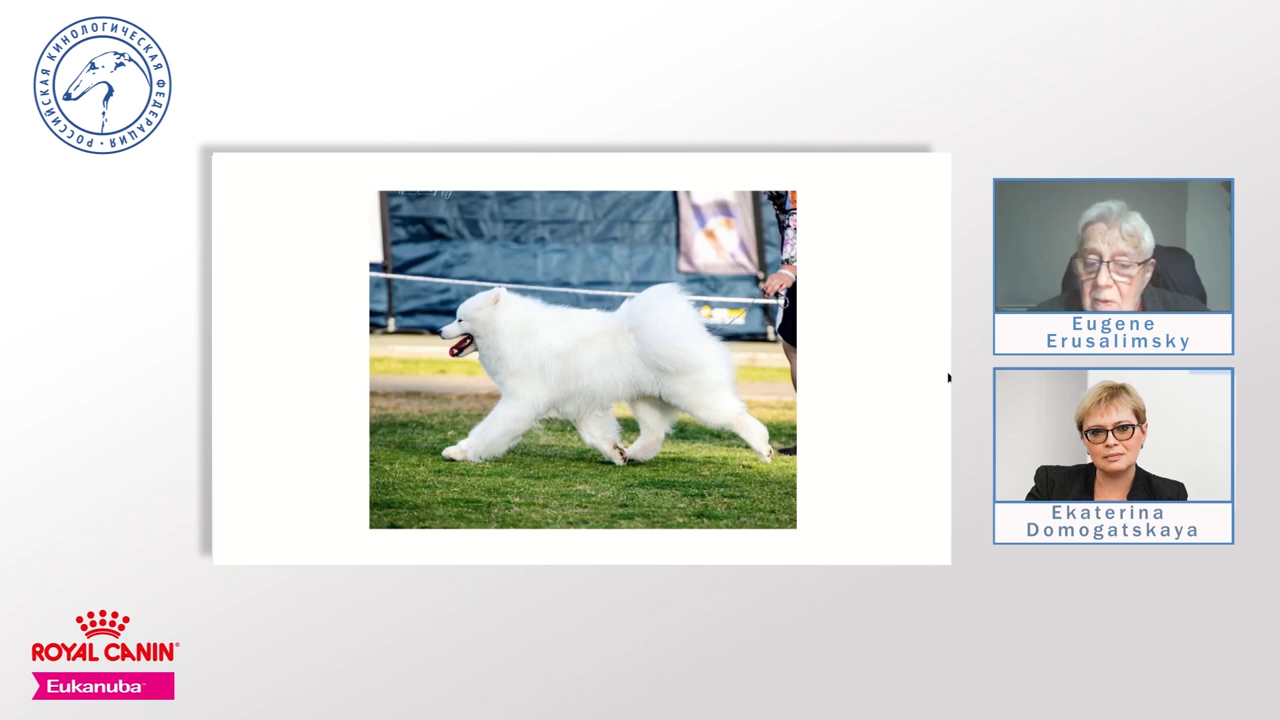 РОССИЙСКАЯ КИНОЛОГИЧЕСКАЯ ФЕДЕРАЦИЯ
Eugene
Erusalimsky
Ekaterina
Domogatskaya
ROYAL CANIN
Eukanuba